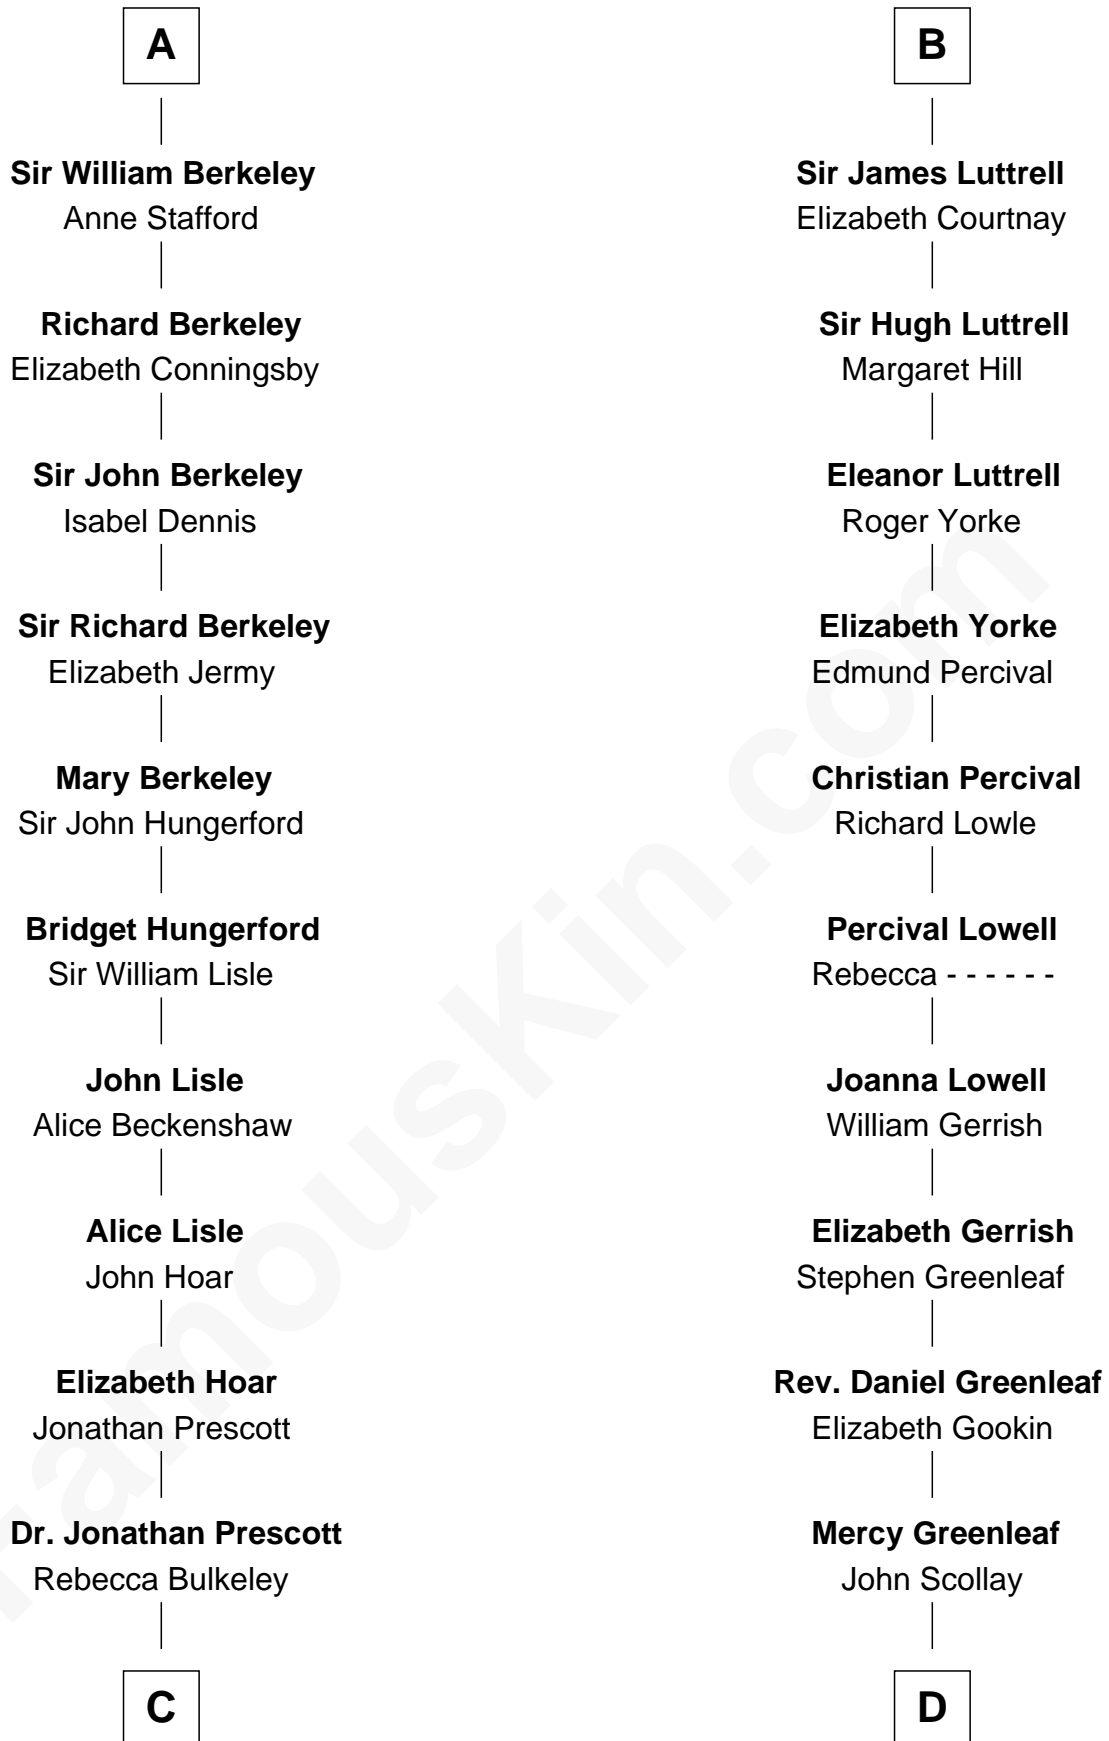 A
Sir William Berkeley
Anne Stafford
Richard Berkeley
Elizabeth Conningsby
Sir John Berkeley
Isabel Dennis
Sir Richard Berkeley
Elizabeth Jermy
Mary Berkeley
Sir John Hungerford
Bridget Hungerford
Sir William Lisle
John Lisle
Alice Beckenshaw
Alice Lisle
John Hoar
Elizabeth Hoar
Jonathan Prescott
Dr. Jonathan Prescott
Rebecca Bulkeley
C
B
Sir James Luttrell
Elizabeth Courtnay
Sir Hugh Luttrell
Margaret Hill
Eleanor Luttrell
Roger Yorke
Elizabeth Yorke
Edmund Percival
Christian Percival
Richard Lowle
Percival Lowell
Rebecca - - - - - -
Joanna Lowell
William Gerrish
Elizabeth Gerrish
Stephen Greenleaf
Rev. Daniel Greenleaf
Elizabeth Gookin
Mercy Greenleaf
John Scollay
D
FamousKin.com